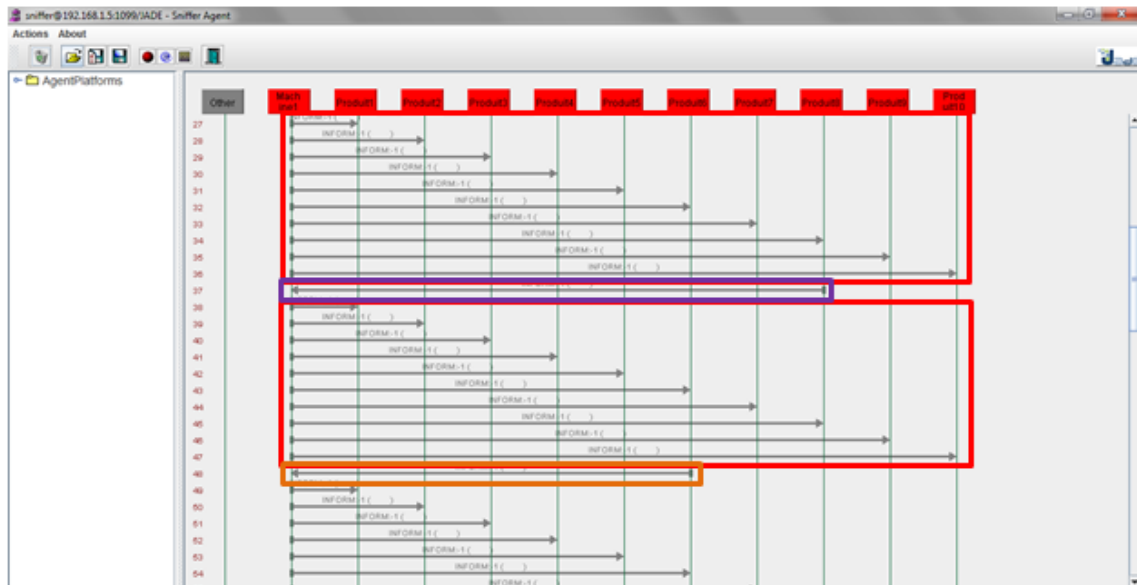 sniffer@192.168.1.5:1099/JADE - Sniffer Agent
Actions About
AgentPlatforms
Other
Mach
ine1
Produit1
Produit2
Produit3
Produit4
Produit5
Produit6
Produit7
Produit8
Produit9
Prod
uit10
27
28 INFORM:-1 ( )
29 INFORM:-1 ( )
30 INFORM:-1 ( )
31 INFORM:-1 ( )
32 INFORM:-1 ( )
33 INFORM:-1 ( )
34 INFORM:-1 ( )
35 INFORM:-1 ( )
36 INFORM:-1 ( )
37
38
39 INFORM:-1 ( )
40 INFORM:-1 ( )
41 INFORM:-1 ( )
42 INFORM:-1 ( )
43 INFORM:-1 ( )
44 INFORM:-1 ( )
45 INFORM:-1 ( )
46 INFORM:-1 ( )
47 INFORM:-1 ( )
48
49
50 INFORM:-1 ( )
51 INFORM:-1 ( )
52 INFORM:-1 ( )
53 INFORM:-1 ( )
54 INFORM:-1 ( )
INFORM:-1 ( )